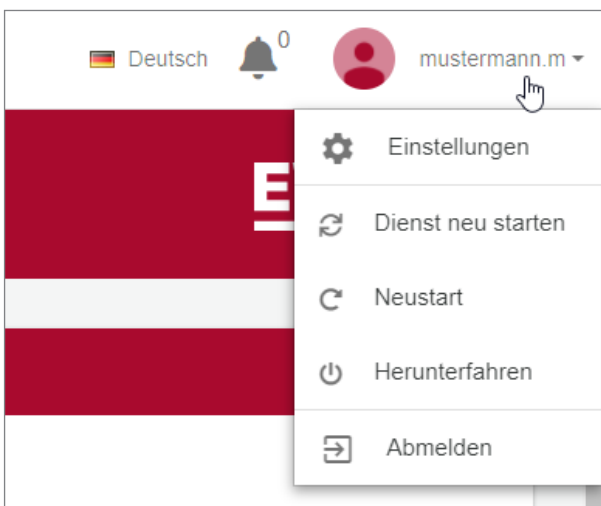 Deutsch 0 mustermann.m
Einstellungen
Dienst neu starten
Neustart
Herunterfahren
Abmelden